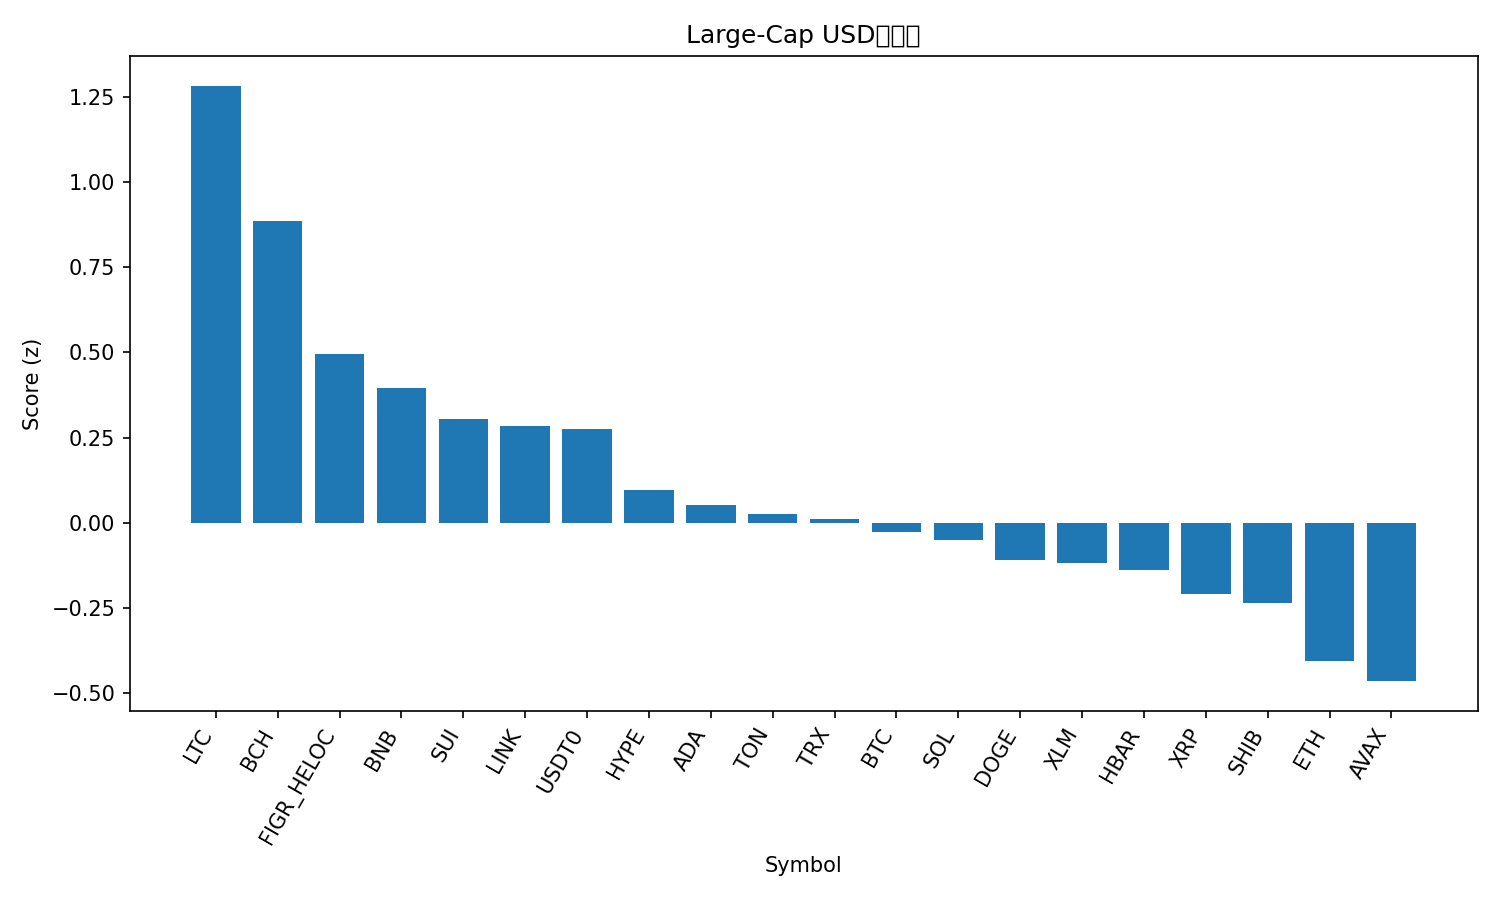 Large-Cap USD
1.25
1.00
0.75
0.50
0.25
0.00
−0.25
−0.50
Score (z)
LTC
BCH
FIGR_HELOC
BNB
SUI
LINK
USDT0
HYPE
ADA
TON
TRX
BTC
SOL
DOGE
XLM
HBAR
XRP
SHIB
ETH
AVAX
Symbol